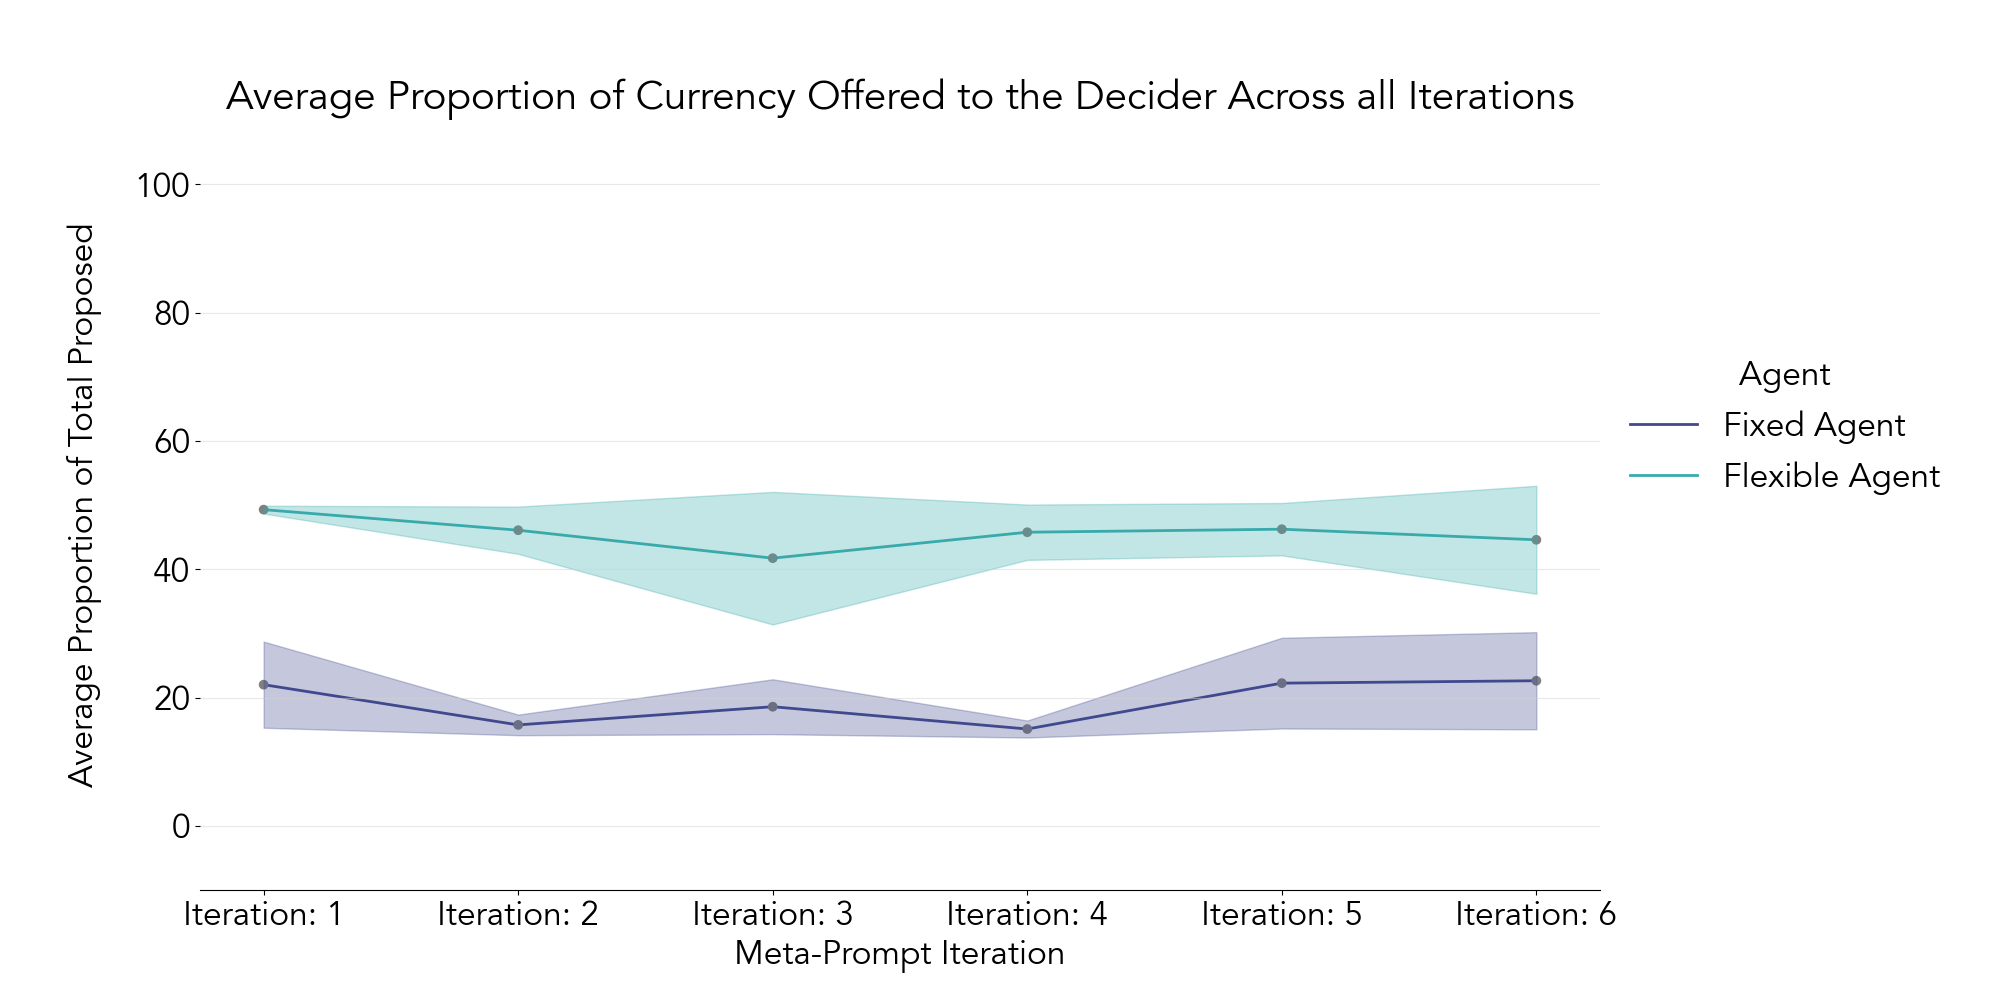 Average Proportion of Currency Offered to the Decider Across all Iterations
Average Proportion of Total Proposed
100
80
60
40
20
0
Iteration: 1
Iteration: 2
Iteration: 3
Iteration: 4
Iteration: 5
Iteration: 6
Meta-Prompt Iteration
Agent
Fixed Agent
Flexible Agent